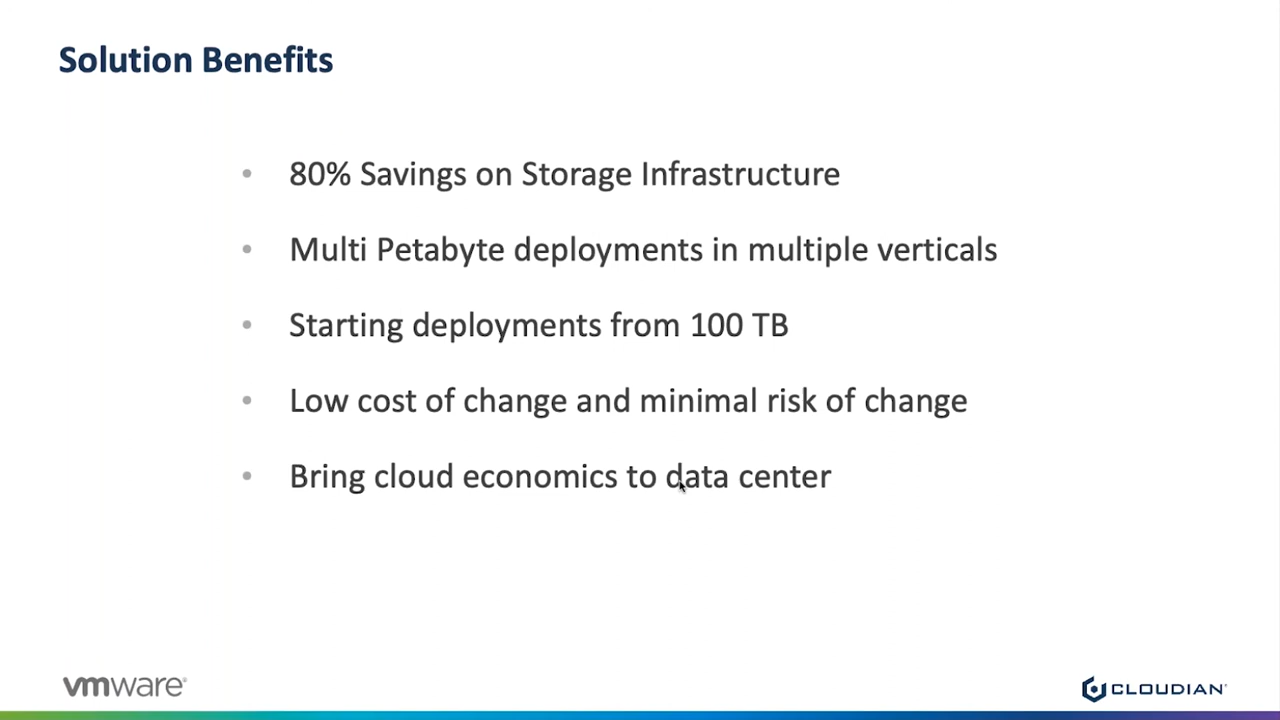 Solution Benefits
• 80% Savings on Storage Infrastructure
• Multi Petabyte deployments in multiple verticals
• Starting deployments from 100 TB
• Low cost of change and minimal risk of change
• Bring cloud economics to data center
vmware®
CLOUDIAN®